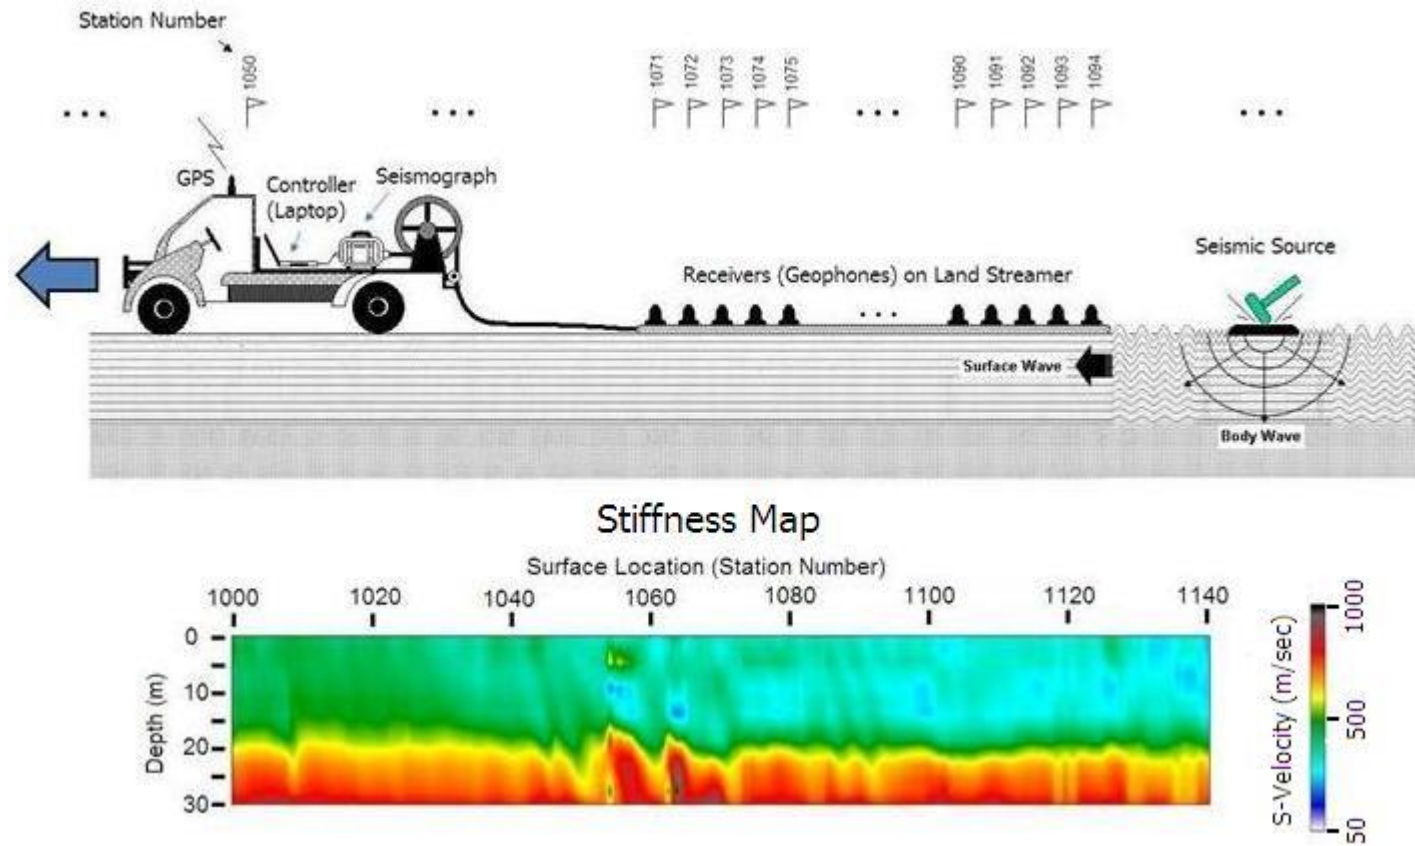 Station Number
1050
1071
1072
1073
1074
1075
1090
1091
1092
1093
1094
• • •
• • •
• • •
• • •
GPS
Controller
(Laptop)
Seismograph
Receivers (Geophones) on Land Streamer
• • •
Seismic Source
Surface Wave
Body Wave
Stiffness Map
Surface Location (Station Number)
1000 1020 1040 1060 1080 1100 1120 1140
Depth (m)
0
10
20
30
S-Velocity (m/sec)
1000
500
50